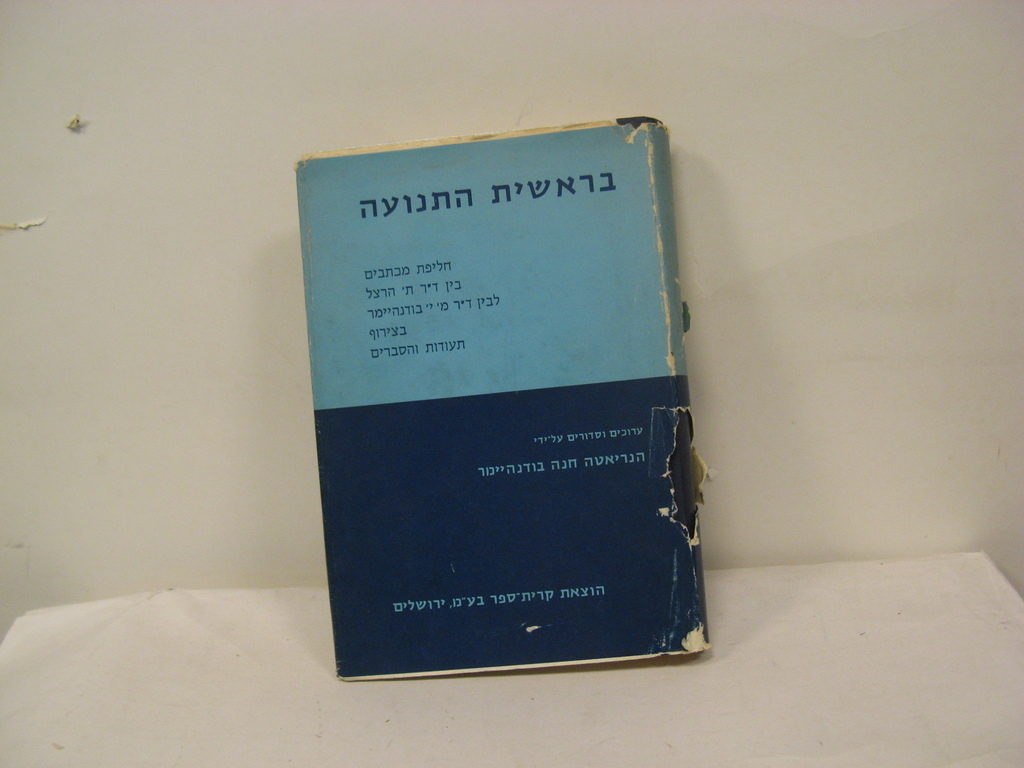 בראשית התנועה
חליפת מכתבים
בין ד״ר ת׳ הרצל
לבין ד״ר מ׳ י׳ בודנהיימר
בצירוף
תעודות והסברים
ערוכים וסדורים על־ידי
הנריאטה חנה בודנהיימר
הוצאת קרית־ספר בע״מ, ירושלים